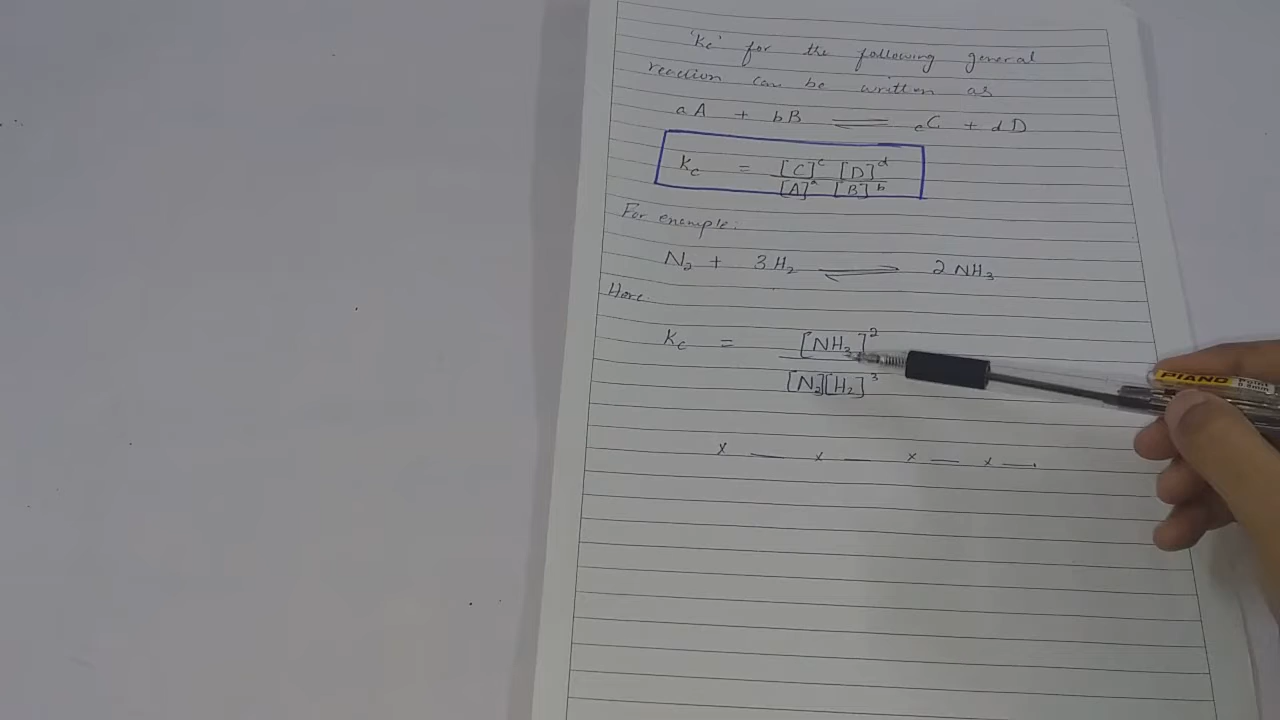 'Kc' for the following general
reaction can be written as
aA + bB ⇌ cC + dD
Kc = [C]^c [D]^d / [A]^a [B]^b
For example:
N₂ + 3H₂ ⇌ 2NH₃
Here
Kc = [NH₃]² / [N₂][H₂]³
x — x — x — x —.
PIANO